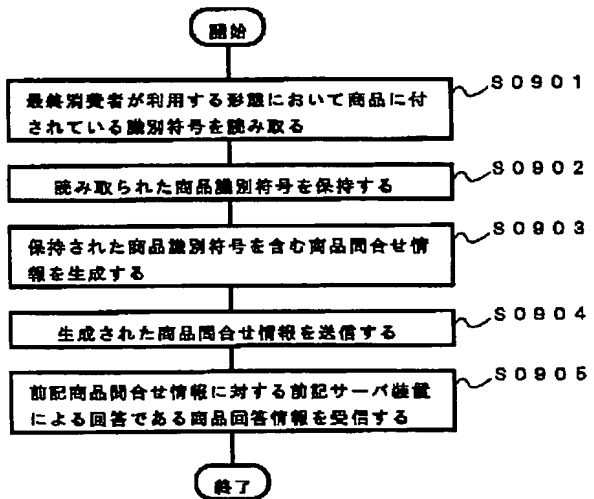 開始
S0901
最終消費者が利用する形態において商品に付
されている識別符号を読み取る
S0902
読み取られた商品識別符号を保持する
S0903
保持された商品識別符号を含む商品問合せ情
報を生成する
S0904
生成された商品問合せ情報を送信する
S0905
前記商品問合せ情報に対する前記サーバ装置
による回答である商品回答情報を受信する
終了